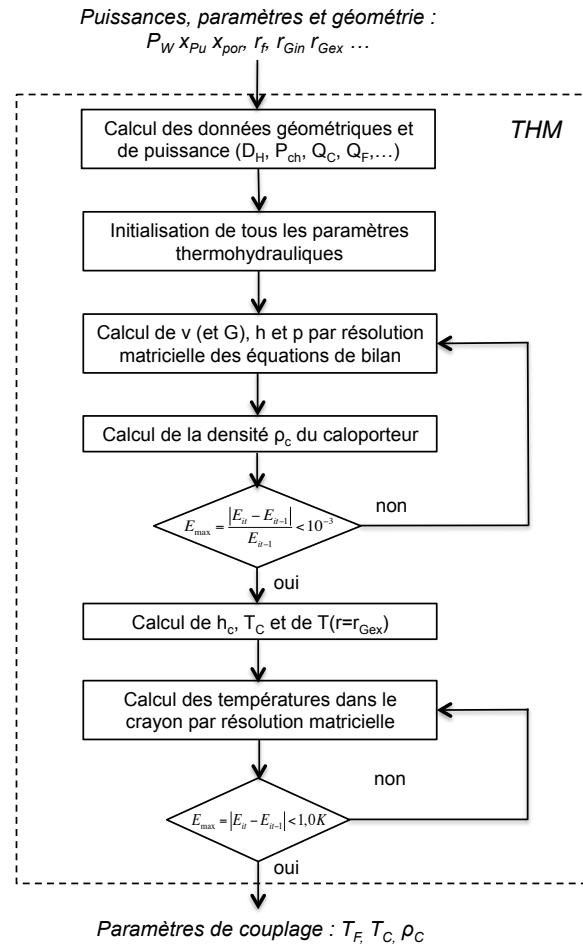 Puissances, paramètres et géométrie :
P_W x_Pu x_por, r_f, r_Gin r_Gex ...
THM
Calcul des données géométriques et
de puissance (D_H, P_ch, Q_C, Q_F,...)
Initialisation de tous les paramètres
thermohydrauliques
Calcul de v (et G), h et p par résolution
matricielle des équations de bilan
Calcul de la densité ρ_c du caloporteur
non
E_max = |E_it − E_it-1| / E_it-1 < 10^-3
oui
Calcul de h_c, T_C et de T(r=r_Gex)
Calcul des températures dans le
crayon par résolution matricielle
non
E_max = |E_it − E_it-1| < 1,0K
oui
Paramètres de couplage : T_F, T_C, ρ_C